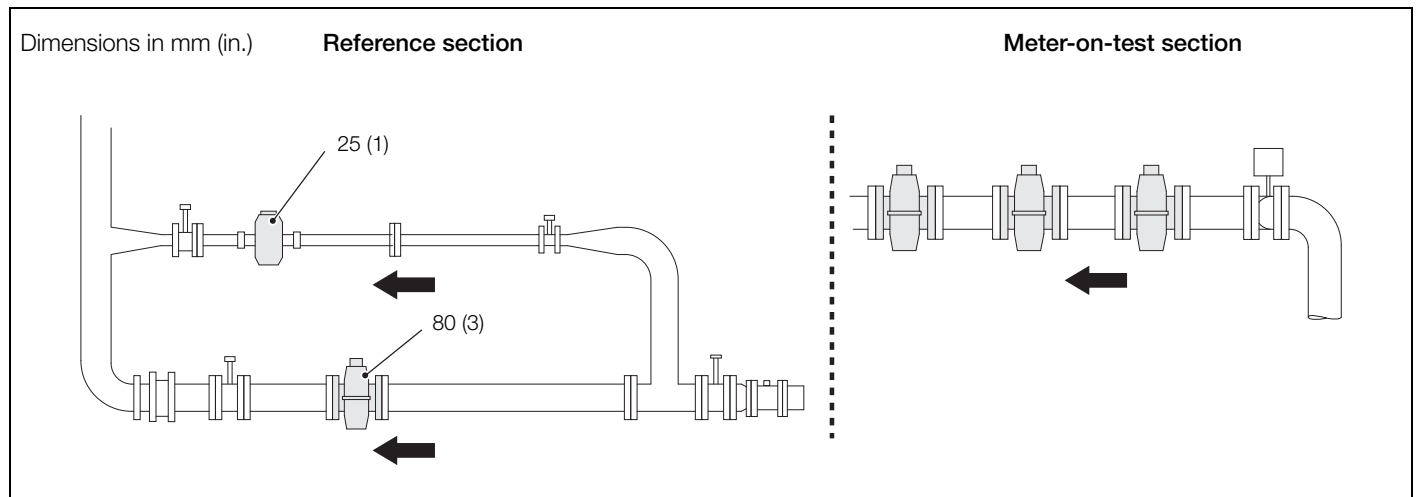 Dimensions in mm (in.)
Reference section
Meter-on-test section
25 (1)
80 (3)